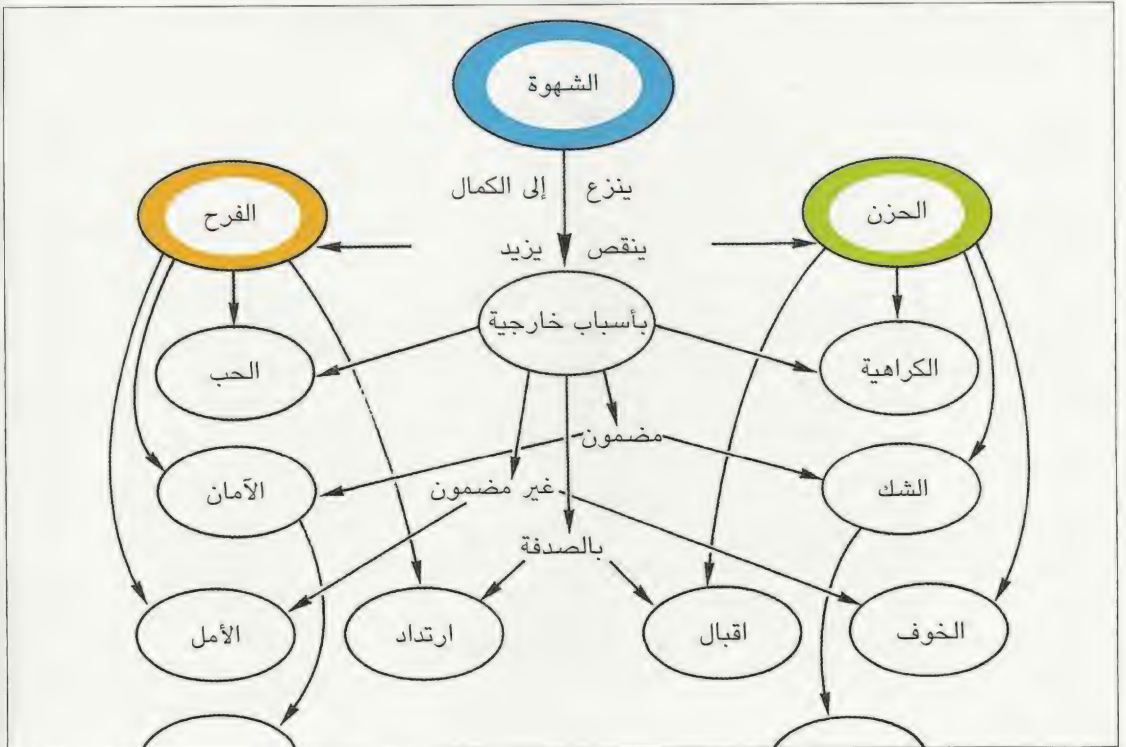 الشهوة
ينزع إلى الكمال
الحزن
الفرح
ينقص يزيد
بأسباب خارجية
الكراهية
الحب
مضمون
الشك
الآمان
غير مضمون
بالصدفة
الخوف
اقبال
ارتداد
الأمل